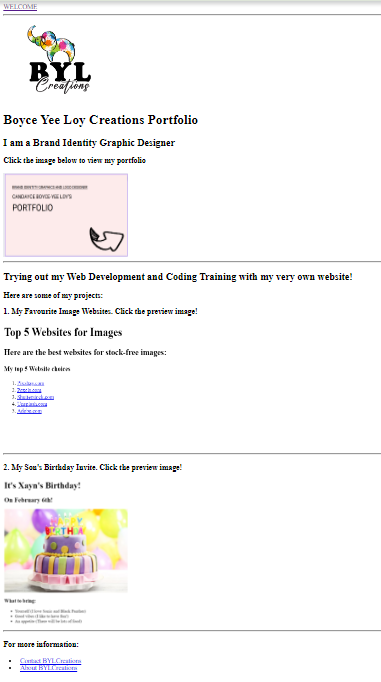 WELCOME
BYL
Creations
Boyce Yee Loy Creations Portfolio
I am a Brand Identity Graphic Designer
Click the image below to view my portfolio
BRAND IDENTITY GRAPHICS AND LOGO DESIGNER
CANDAYCE BOYCE-YEE LOY'S
PORTFOLIO
Trying out my Web Development and Coding Training with my very own website!
Here are some of my projects:
1. My Favourite Image Websites. Click the preview image!
Top 5 Websites for Images
Here are the best websites for stock-free images:
My top 5 Website choices
1. Pixabay.com
2. Pexels.com
3. Shutterstock.com
4. Unsplash.com
5. Adobe.com
2. My Son's Birthday Invite. Click the preview image!
It's Xayn's Birthday!
On February 6th!
HAPPY
BIRTHDAY
What to bring:
Yourself (I love Sonic and Black Panther)
Good vibes (I like to have fun!)
An appetite (There will be lots of food)
For more information:
Contact BYLCreations
About BYLCreations